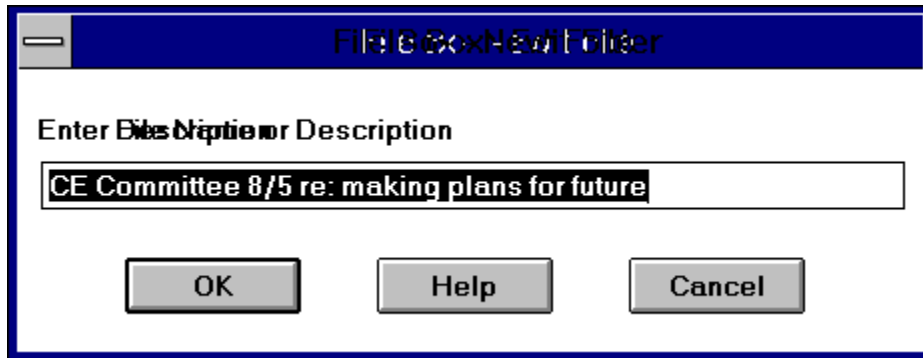 Enter Description
CE Committee 8/5 re: making plans for future
OK Help Cancel